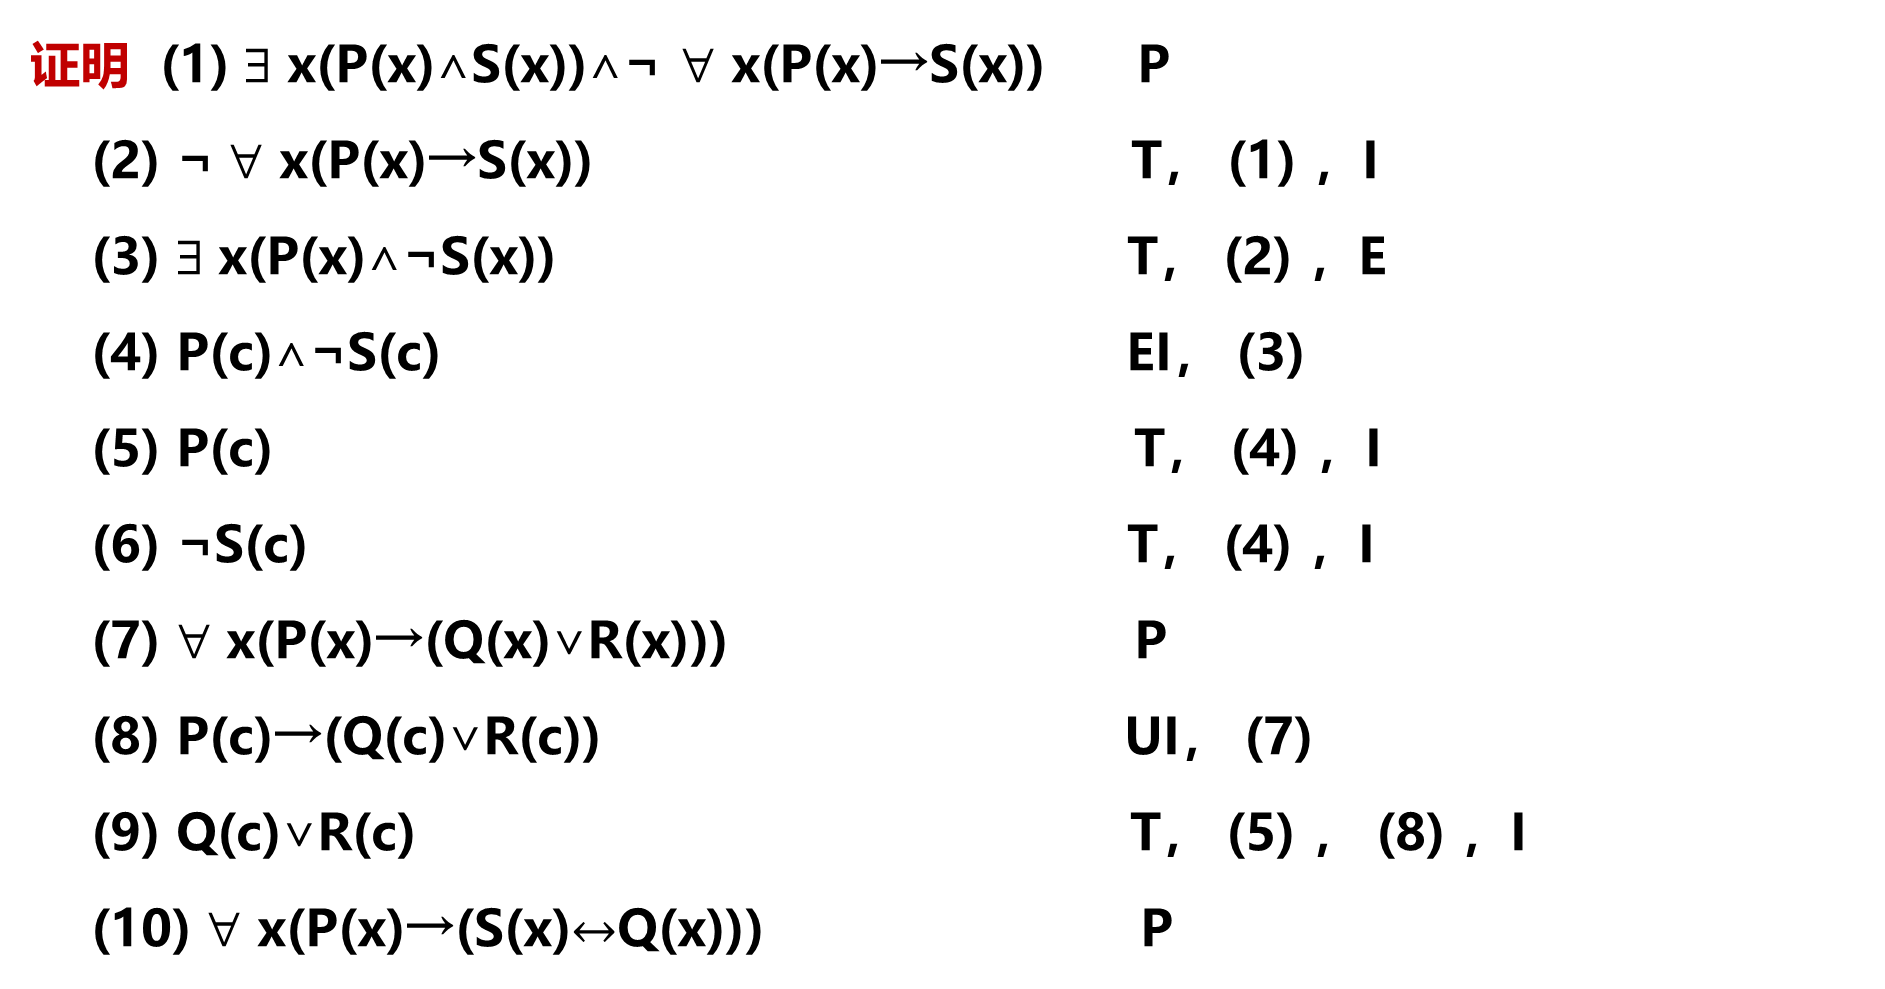 证明 (1) ∃ x(P(x)∧S(x))∧¬ ∀ x(P(x)→S(x)) P
(2) ¬ ∀ x(P(x)→S(x)) T, (1) , I
(3) ∃ x(P(x)∧¬S(x)) T, (2) , E
(4) P(c)∧¬S(c) EI, (3)
(5) P(c) T, (4) , I
(6) ¬S(c) T, (4) , I
(7) ∀ x(P(x)→(Q(x)∨R(x))) P
(8) P(c)→(Q(c)∨R(c)) UI, (7)
(9) Q(c)∨R(c) T, (5) , (8) , I
(10) ∀ x(P(x)→(S(x)↔Q(x))) P